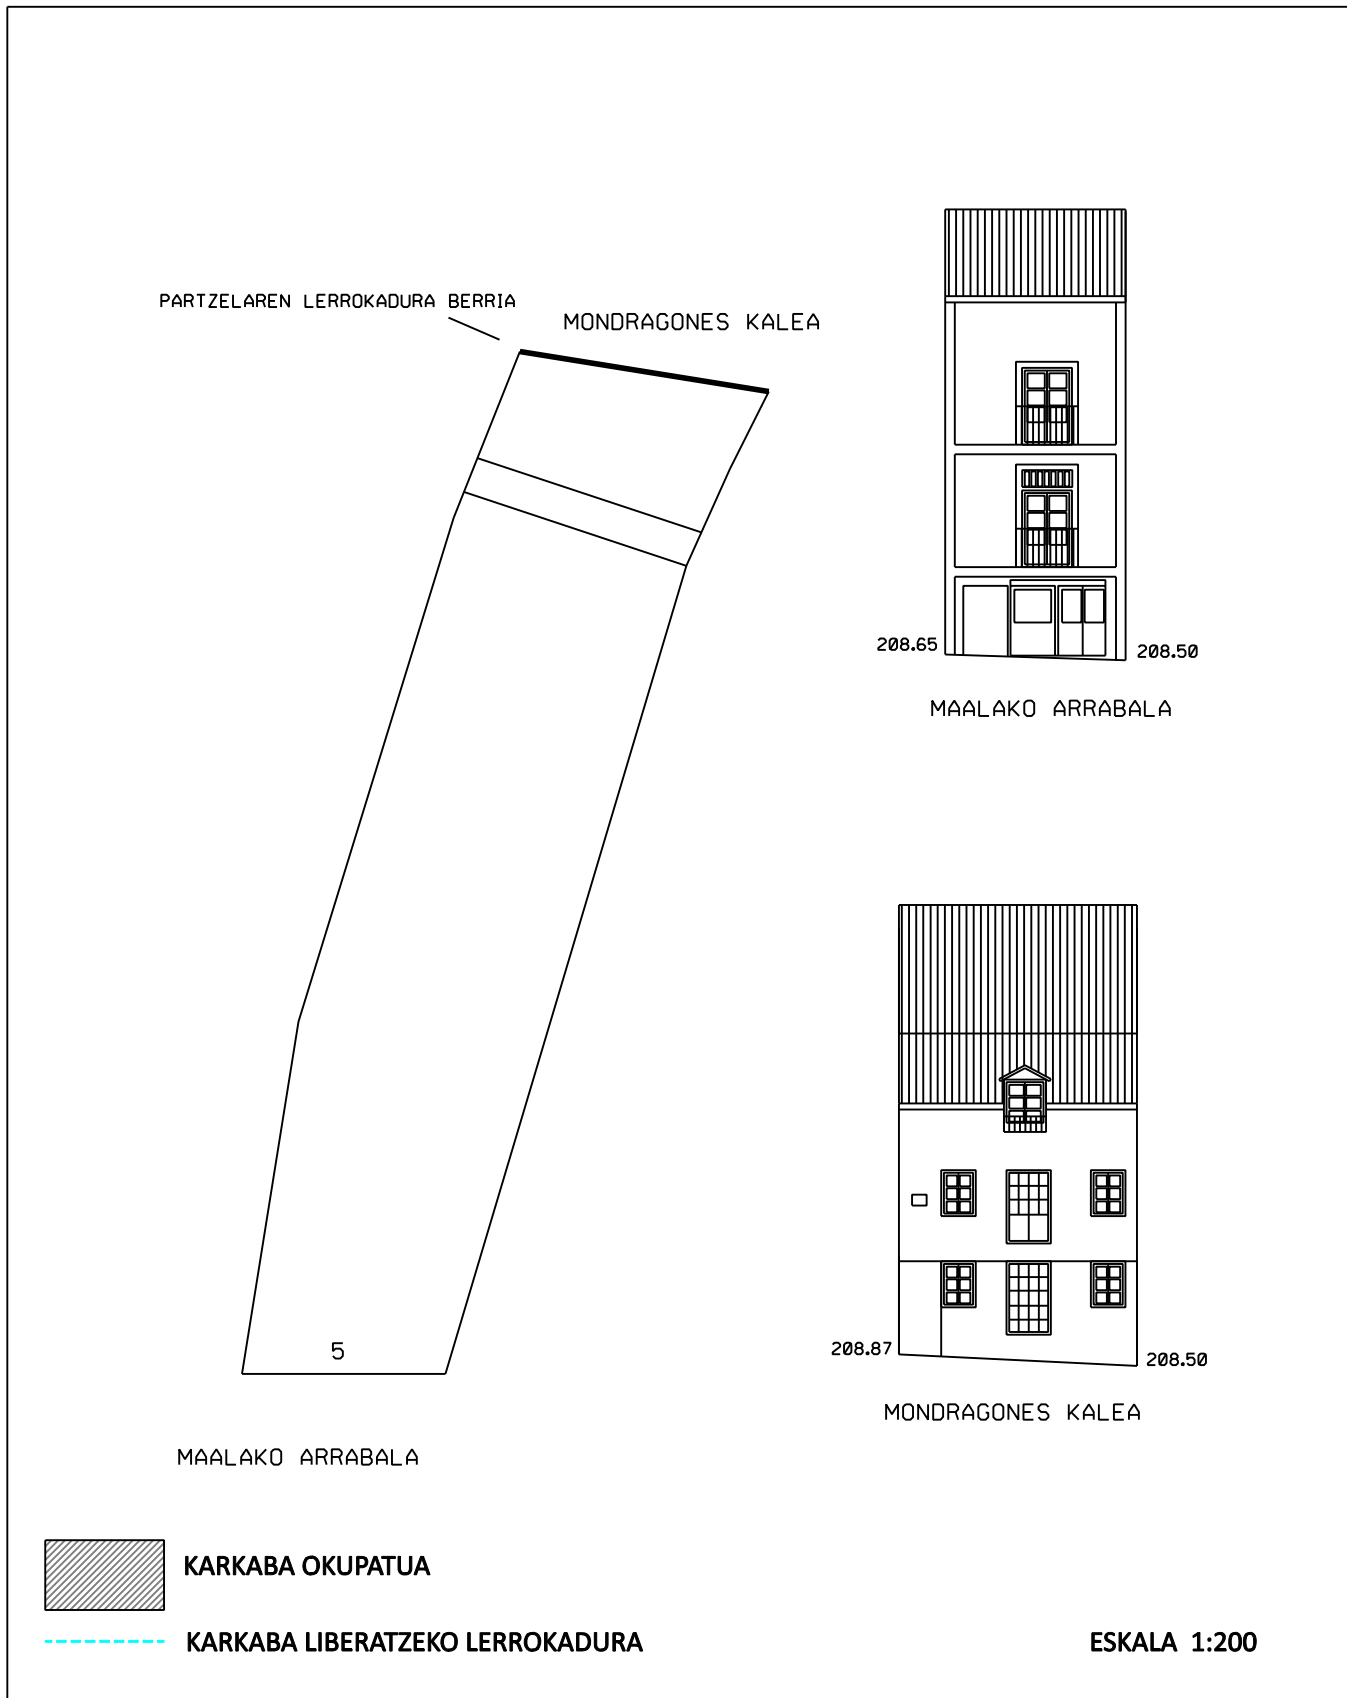 PARTZELAREN LERROKADURA BERRIA
MONDRAGONES KALEA
208.65
208.50
MAALAKO ARRABALA
5
208.87
208.50
MONDRAGONES KALEA
MAALAKO ARRABALA
KARKABA OKUPATUA
KARKABA LIBERATZEKO LERROKADURA
ESKALA 1:200